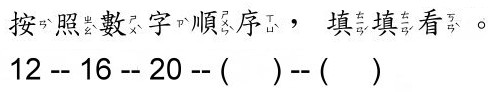 按照數字順序， 填填看。
12 -- 16 -- 20 -- (     ) -- (     )